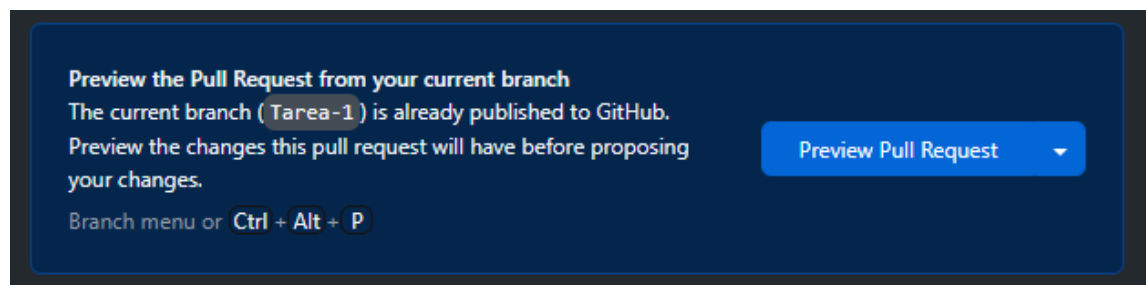 Preview the Pull Request from your current branch
The current branch ( Tarea-1 ) is already published to GitHub.
Preview the changes this pull request will have before proposing
your changes.
Branch menu or Ctrl + Alt + P
Preview Pull Request